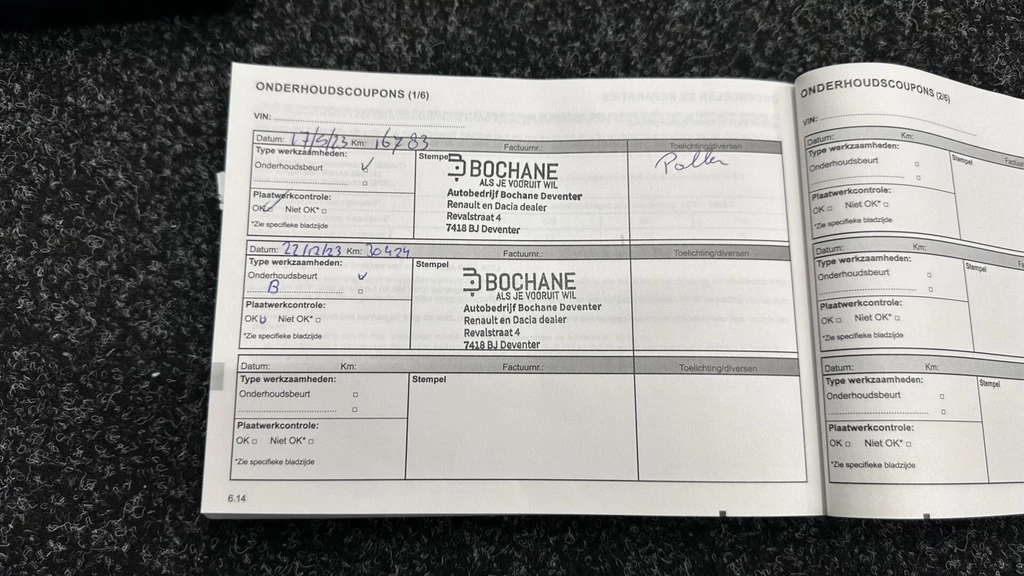 ONDERHOUDSCOUPONS (1/6)
VIN:
Datum: 17/5/23 Km: 16783 Factuurnr.: Toelichting/diversen
Type werkzaamheden: Stempel
Onderhoudsbeurt
Plaatwerkcontrole:
OK Niet OK*
*Zie specifieke bladzijde
BOCHANE
ALS JE VOORUIT WIL
Autobedrijf Bochane Deventer
Renault en Dacia dealer
Revalstraat 4
7418 BJ Deventer
Pollen
Datum: 22/12/23 Km: 30424 Factuurnr.: Toelichting/diversen
Type werkzaamheden: Stempel
Onderhoudsbeurt
B
Plaatwerkcontrole:
OK Niet OK*
*Zie specifieke bladzijde
BOCHANE
ALS JE VOORUIT WIL
Autobedrijf Bochane Deventer
Renault en Dacia dealer
Revalstraat 4
7418 BJ Deventer
Datum: Km: Factuurnr.: Toelichting/diversen
Type werkzaamheden: Stempel
Onderhoudsbeurt
Plaatwerkcontrole:
OK Niet OK*
*Zie specifieke bladzijde
6.14
ONDERHOUDSCOUPONS (2/6)
VIN:
Datum: Km:
Type werkzaamheden: Stempel
Onderhoudsbeurt
Plaatwerkcontrole:
OK Niet OK*
*Zie specifieke bladzijde
Datum: Km:
Type werkzaamheden: Stempel
Onderhoudsbeurt
Plaatwerkcontrole:
OK Niet OK*
*Zie specifieke bladzijde
Datum: Km:
Type werkzaamheden: Stempel
Onderhoudsbeurt
Plaatwerkcontrole:
OK Niet OK*
*Zie specifieke bladzijde